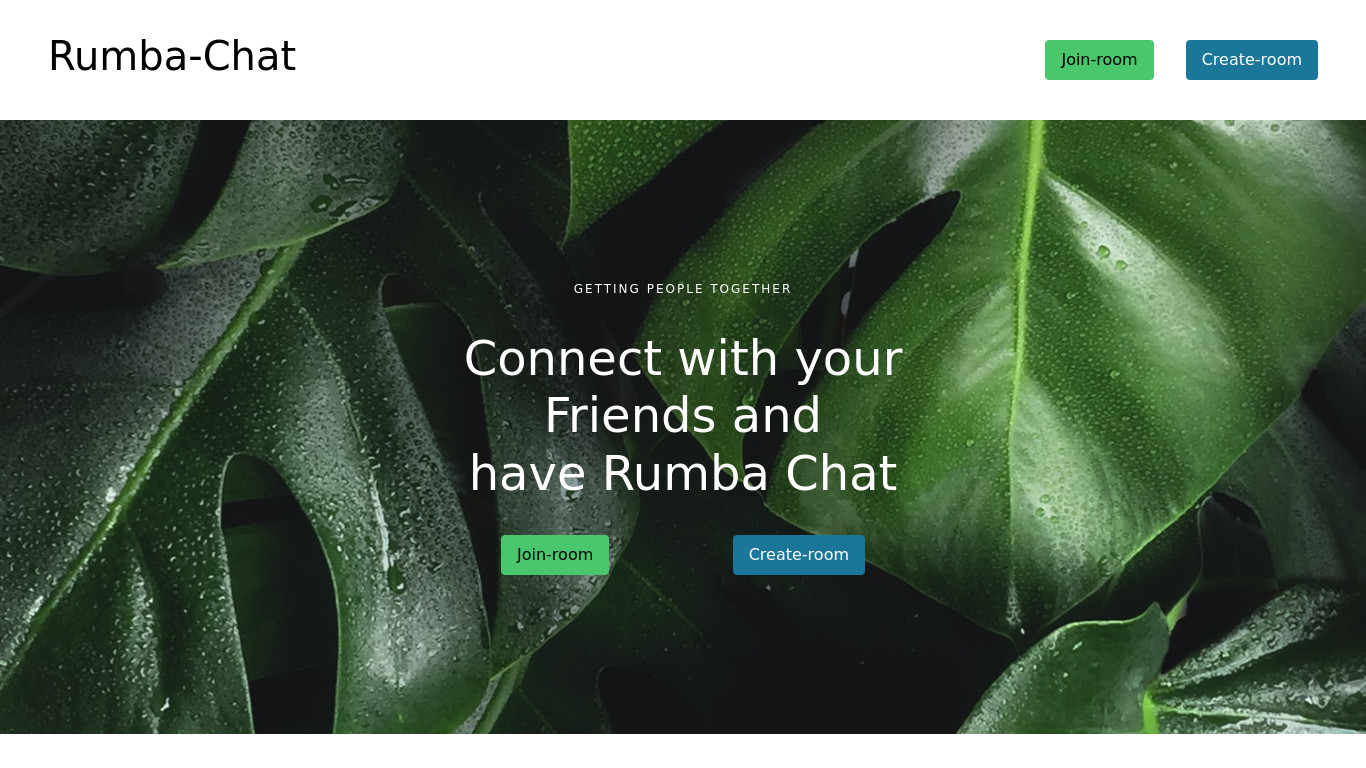 Rumba-Chat
Join-room
Create-room
GETTING PEOPLE TOGETHER
Connect with your
Friends and
have Rumba Chat
Join-room
Create-room